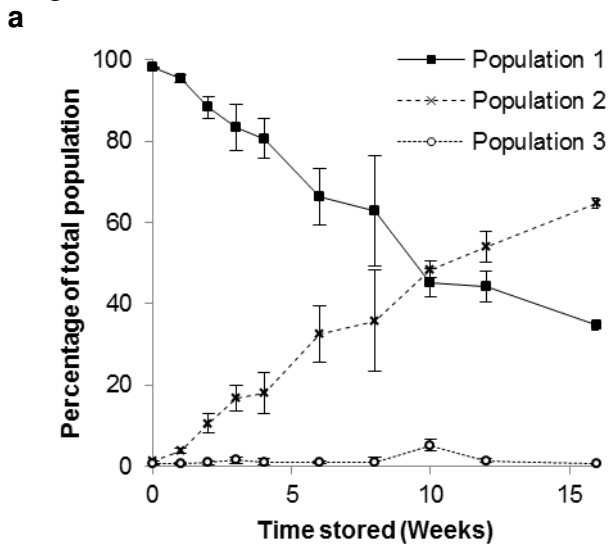 a
100
80
60
40
20
0
Percentage of total population
Population 1
Population 2
Population 3
0 5 10 15
Time stored (Weeks)